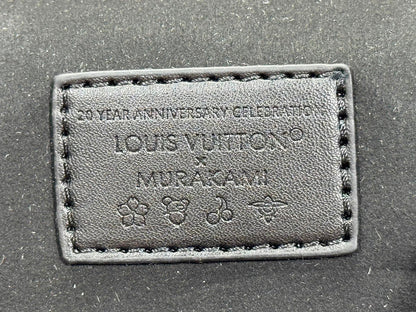 20 YEAR ANNIVERSARY CELEBRATION
LOUIS VUITTON®
×
MURAKAMI